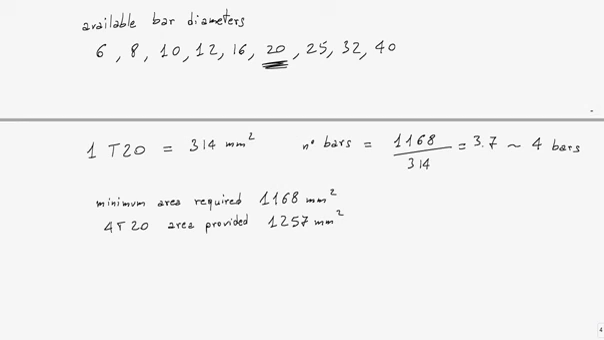 available bar diameters
6, 8, 10, 12, 16, 20, 25, 32, 40
1 T20 = 314 mm²
n° bars = 1168 / 314 = 3.7 ~ 4 bars
minimum area required 1168 mm²
4T20 area provided 1257 mm²
4